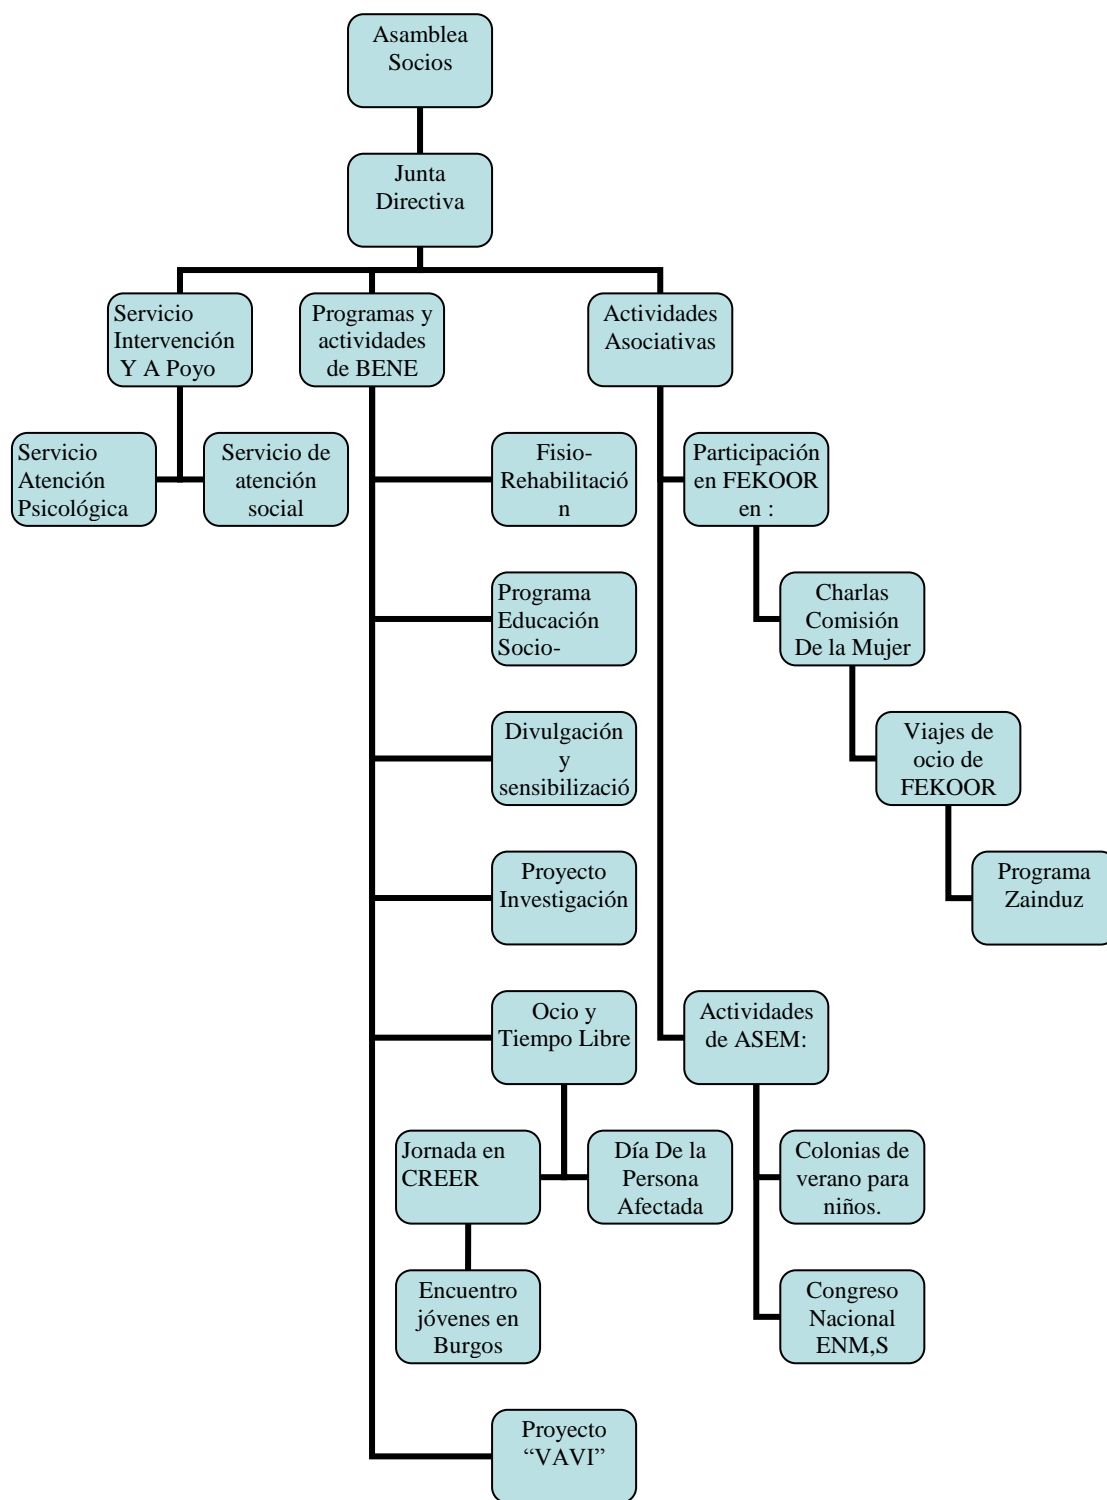 Asamblea
Socios
Junta
Directiva
Servicio
Intervención
Y A Poyo
Programas y
actividades
de BENE
Actividades
Asociativas
Servicio
Atención
Psicológica
Servicio de
atención
social
Fisio-
Rehabilitació
n
Participación
en FEKOOR
en :
Programa
Educación
Socio-
Charlas
Comisión
De la Mujer
Divulgación
y
sensibilizació
Viajes de
ocio de
FEKOOR
Proyecto
Investigación
Programa
Zainduz
Ocio y
Tiempo Libre
Actividades
de ASEM:
Jornada en
CREER
Día De la
Persona
Afectada
Colonias de
verano para
niños.
Encuentro
jóvenes en
Burgos
Congreso
Nacional
ENM,S
Proyecto
“VAVI”